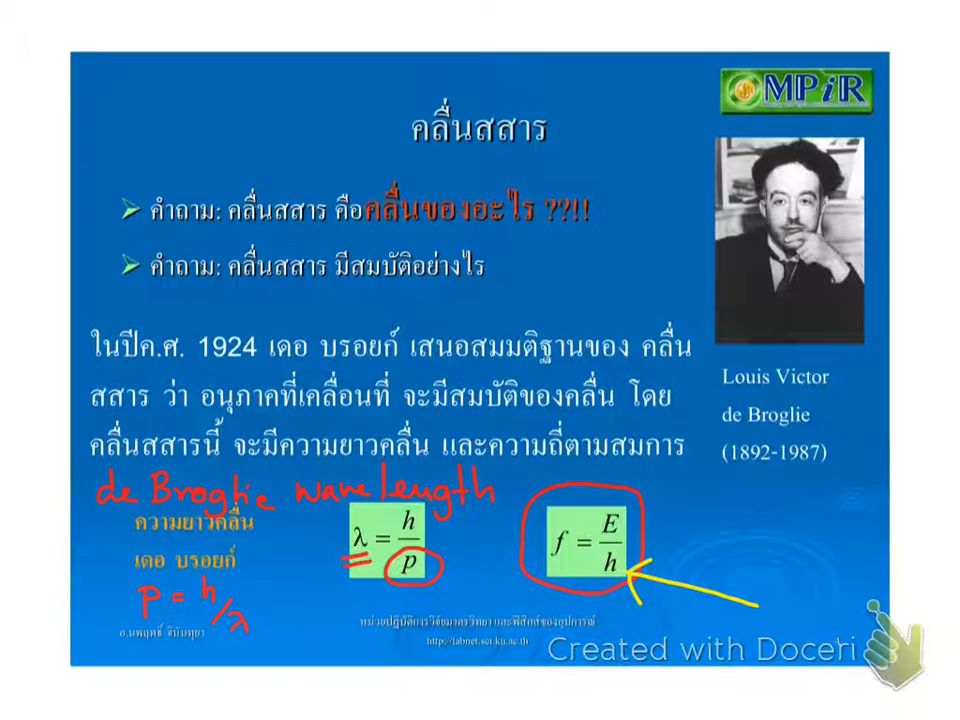 MPiR
คลื่นสสาร
คำถาม: คลื่นสสาร คือคลื่นของอะไร ??!!
คำถาม: คลื่นสสาร มีสมบัติอย่างไร
ในปีค.ศ. 1924 เดอ บรอยก์ เสนอสมมติฐานของ คลื่น
สสาร ว่า อนุภาคที่เคลื่อนที่ จะมีสมบัติของคลื่น โดย
คลื่นสสารนี้ จะมีความยาวคลื่น และความถี่ตามสมการ
Louis Victor
de Broglie
(1892-1987)
de Broglie wavelength
ความยาวคลื่น
เดอ บรอยก์
λ = h/p
f = E/h
p = h/λ
อ.นพฤทธิ์ จินันทุยา
หน่วยปฏิบัติการวิจัยมาตรวิทยา และฟิสิกส์ของอุปกรณ์
http://labnet.sci.ku.ac.th
Created with Doceri